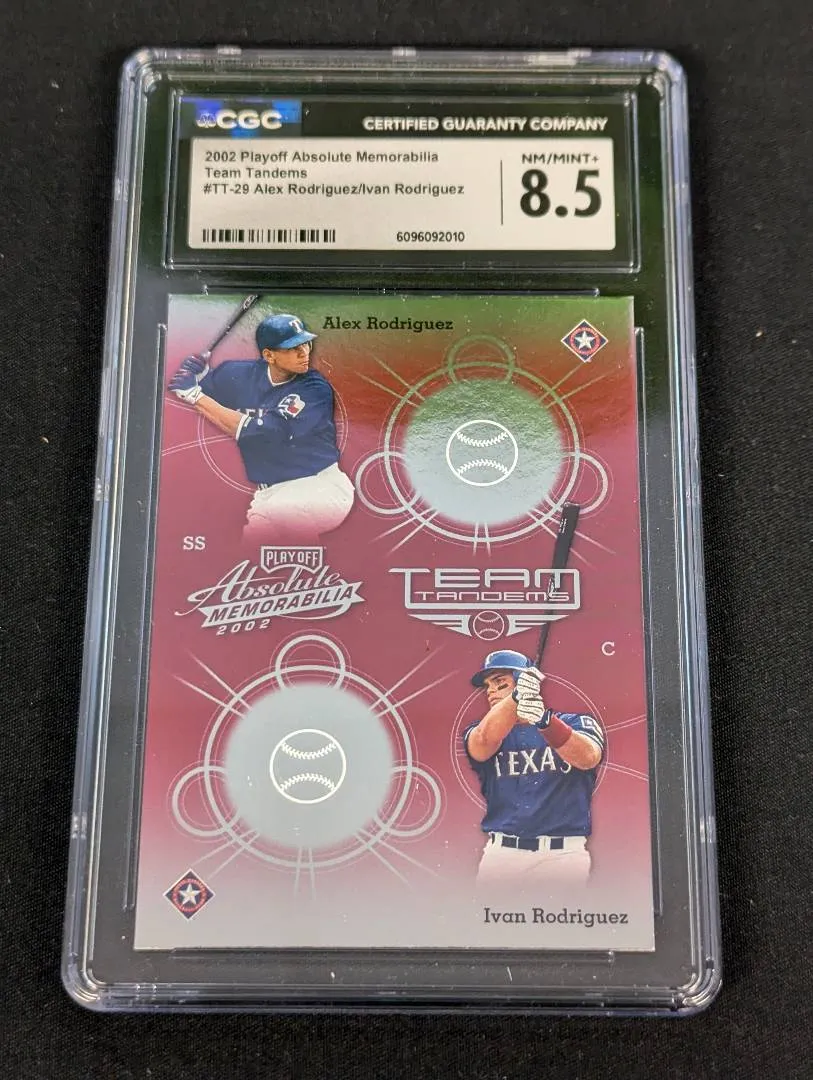 CGC
CERTIFIED GUARANTY COMPANY
2002 Playoff Absolute Memorabilia
Team Tandems
#TT-29 Alex Rodriguez/Ivan Rodriguez
NM/MINT+
8.5
6096092010
Alex Rodriguez
T
SS
PLAYOFF
Absolute
MEMORABILIA
2002
TEAM
TANDEMS
C
TEXAS
Ivan Rodriguez